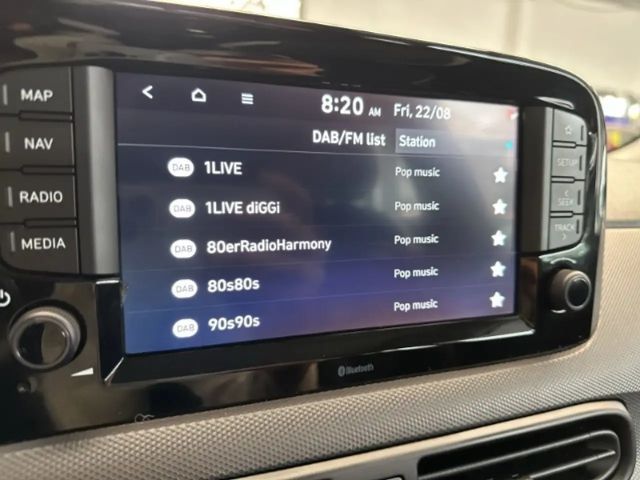 MAP
NAV
RADIO
MEDIA
8:20 AM Fri, 22/08
DAB/FM list Station
DAB 1LIVE Pop music
DAB 1LIVE diGGi Pop music
DAB 80erRadioHarmony Pop music
DAB 80s80s Pop music
DAB 90s90s Pop music
SETUP
< SEEK
TRACK >
Bluetooth